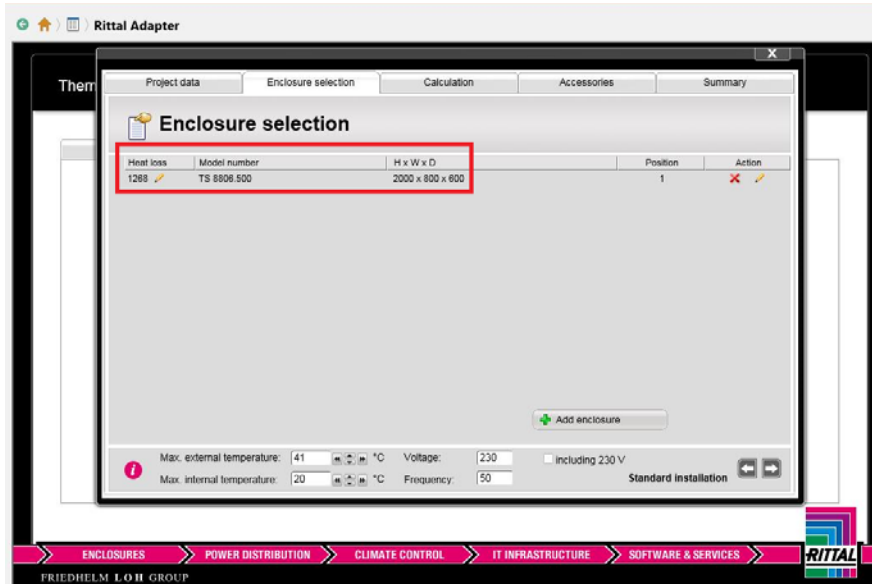 Rittal Adapter
X
Them
Project data
Enclosure selection
Calculation
Accessories
Summary
Enclosure selection
Heat loss Model number H x W x D Position Action
1268 TS 8806.500 2000 x 800 x 600 1
Add enclosure
Max. external temperature: 41 °C Voltage: 230 including 230 V
Max. internal temperature: 20 °C Frequency: 50 Standard installation
ENCLOSURES POWER DISTRIBUTION CLIMATE CONTROL IT INFRASTRUCTURE SOFTWARE & SERVICES
RITTAL
FRIEDHELM LOH GROUP